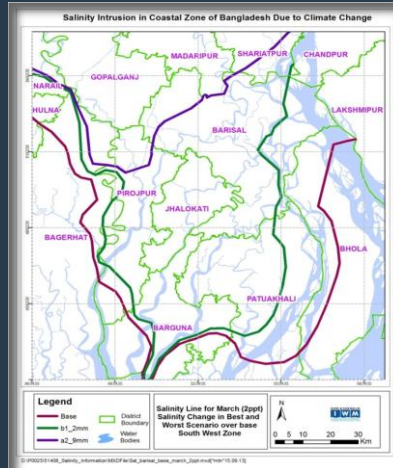 Salinity Intrusion in Coastal Zone of Bangladesh Due to Climate Change
SHARIATPUR
CHANDPUR
MADARIPUR
GOPALGANJ
NARAIL
HULNA
LAKSHMIPUR
BARISAL
PIROJPUR
JHALOKATI
BAGERHAT
BHOLA
PATUAKHALI
BARGUNA
Legend
Base
b1_2mm
a2_9mm
District
Boundary
Water
Bodies
Salinity Line for March (2ppt)
Salinity Change in Best and
Worst Scenario over base
South West Zone
N
IWM
0 5 10 20 30
Km